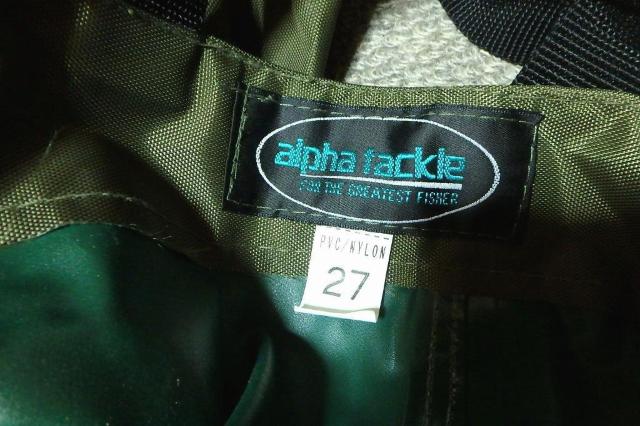 alpha tackle
FOR THE GREATEST FISHER
PVC/NYLON
27